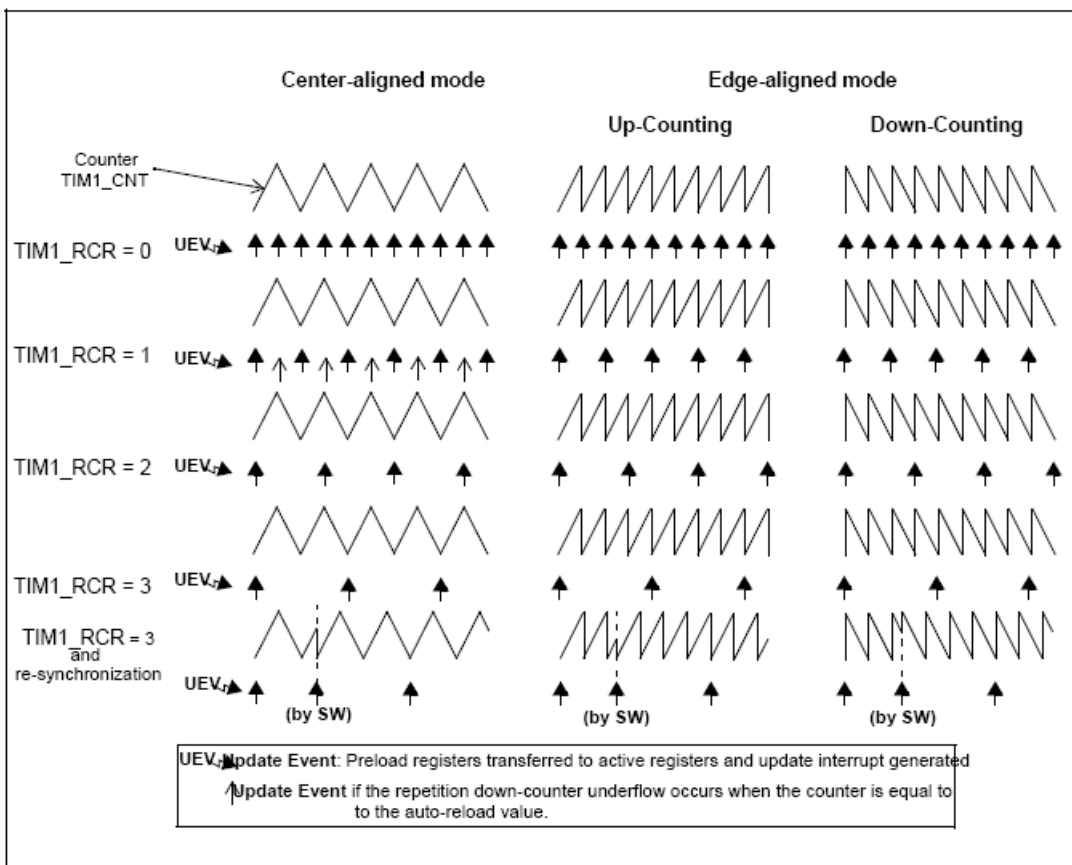 Center-aligned mode
Edge-aligned mode
Up-Counting
Down-Counting
Counter
TIM1_CNT
TIM1_RCR = 0
UEV
TIM1_RCR = 1
UEV
TIM1_RCR = 2
UEV
TIM1_RCR = 3
UEV
TIM1_RCR = 3
and
re-synchronization
UEV
(by SW)
(by SW)
(by SW)
UEV Update Event: Preload registers transferred to active registers and update interrupt generated
Update Event if the repetition down-counter underflow occurs when the counter is equal to
to the auto-reload value.